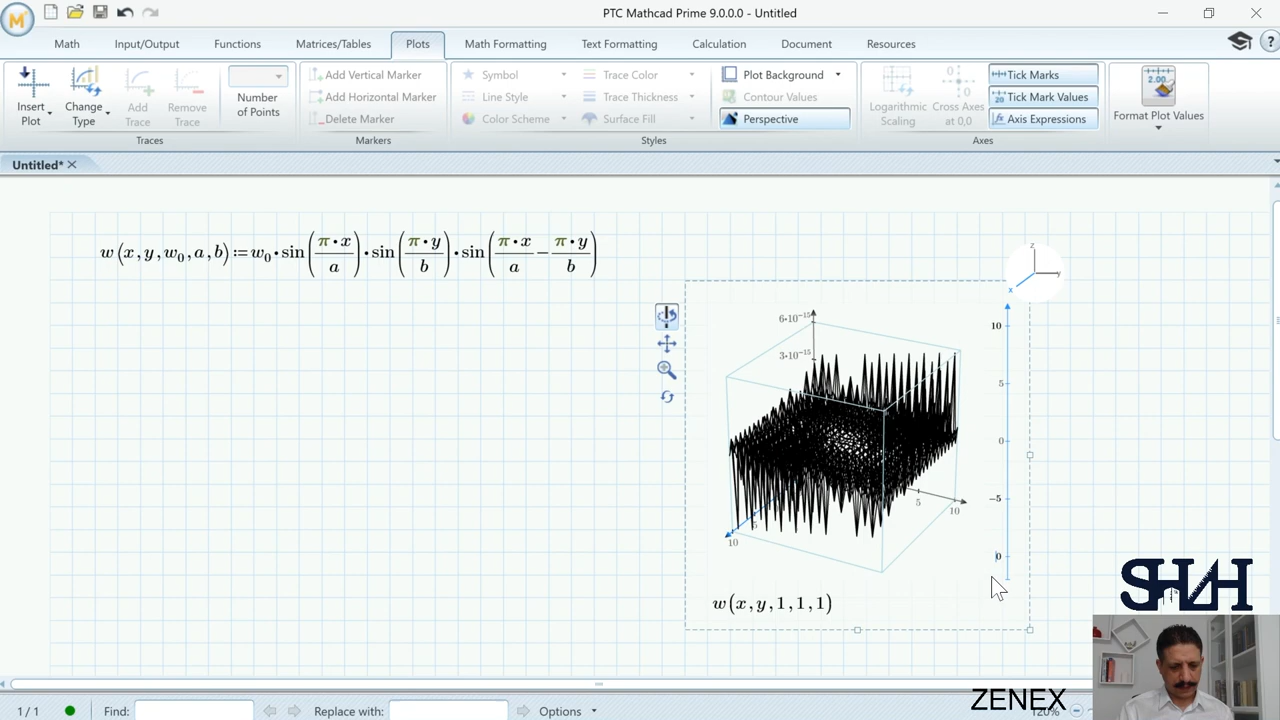 PTC Mathcad Prime 9.0.0.0 - Untitled
Math Input/Output Functions Matrices/Tables Plots Math Formatting Text Formatting Calculation Document Resources
Insert Plot
Change Type
Add Trace
Remove Trace
Traces
Number of Points
Add Vertical Marker
Add Horizontal Marker
Delete Marker
Markers
Symbol
Line Style
Color Scheme
Trace Color
Trace Thickness
Surface Fill
Plot Background
Contour Values
Perspective
Styles
Logarithmic Scaling
Cross Axes at 0,0
Tick Marks
Tick Mark Values
Axis Expressions
Axes
Format Plot Values
Untitled*
w(x,y,w₀,a,b):=w₀•sin(π•x/a)•sin(π•y/b)•sin(π•x/a−π•y/b)
z
y
x
6•10⁻¹⁵
3•10⁻¹⁵
5
10
5
10
10
5
0
−5
0
w(x,y,1,1,1)
SHZH
ZENEX
1 / 1 Find: Replace with: Options 120%